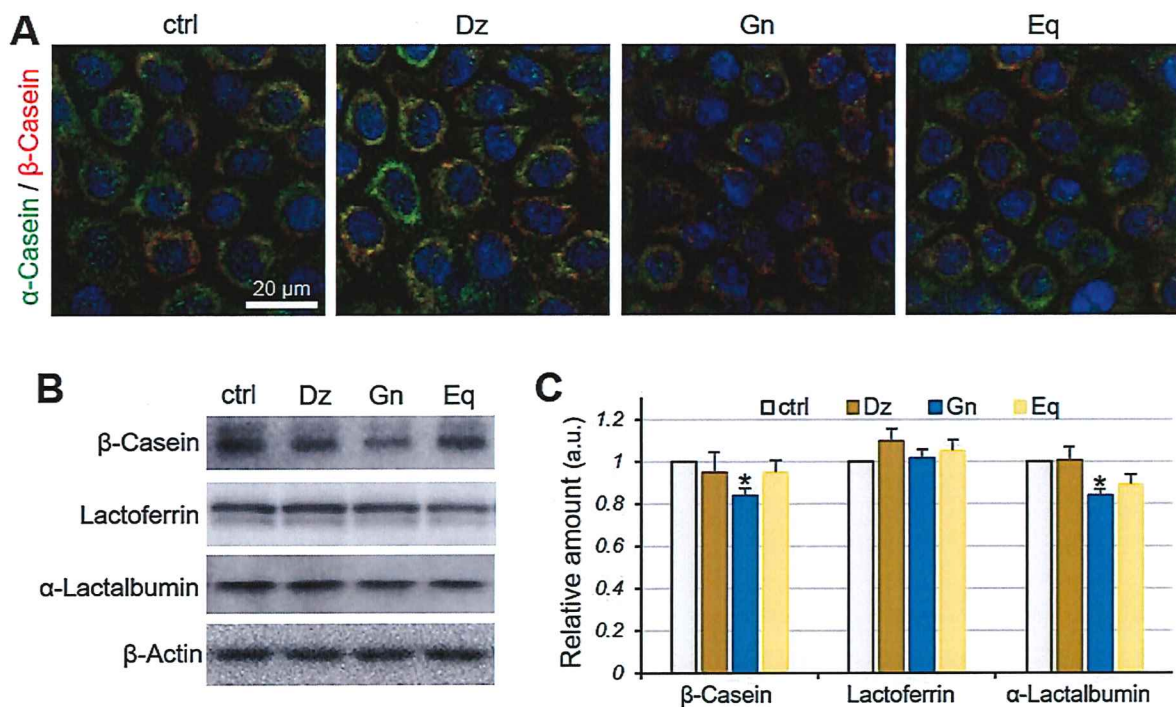 A
ctrl
Dz
Gn
Eq
α-Casein / β-Casein
20 µm
B
ctrl
Dz
Gn
Eq
β-Casein
Lactoferrin
α-Lactalbumin
β-Actin
C
ctrl
Dz
Gn
Eq
Relative amount (a.u.)
1.2
1
0.8
0.6
0.4
0.2
0
*
*
β-Casein
Lactoferrin
α-Lactalbumin